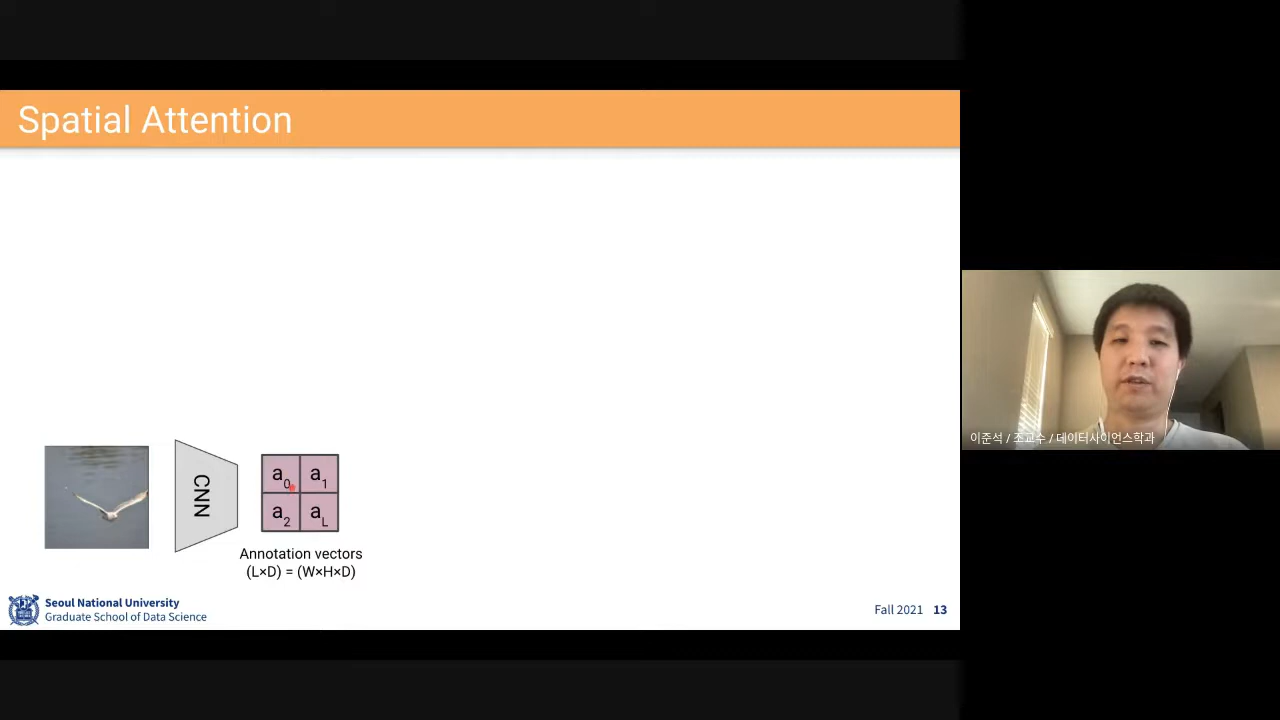 Spatial Attention
CNN
a0 a1
a2 aL
Annotation vectors
(L×D) = (W×H×D)
Seoul National University
Graduate School of Data Science
Fall 2021 13
이준석 / 조교수 / 데이터사이언스학과